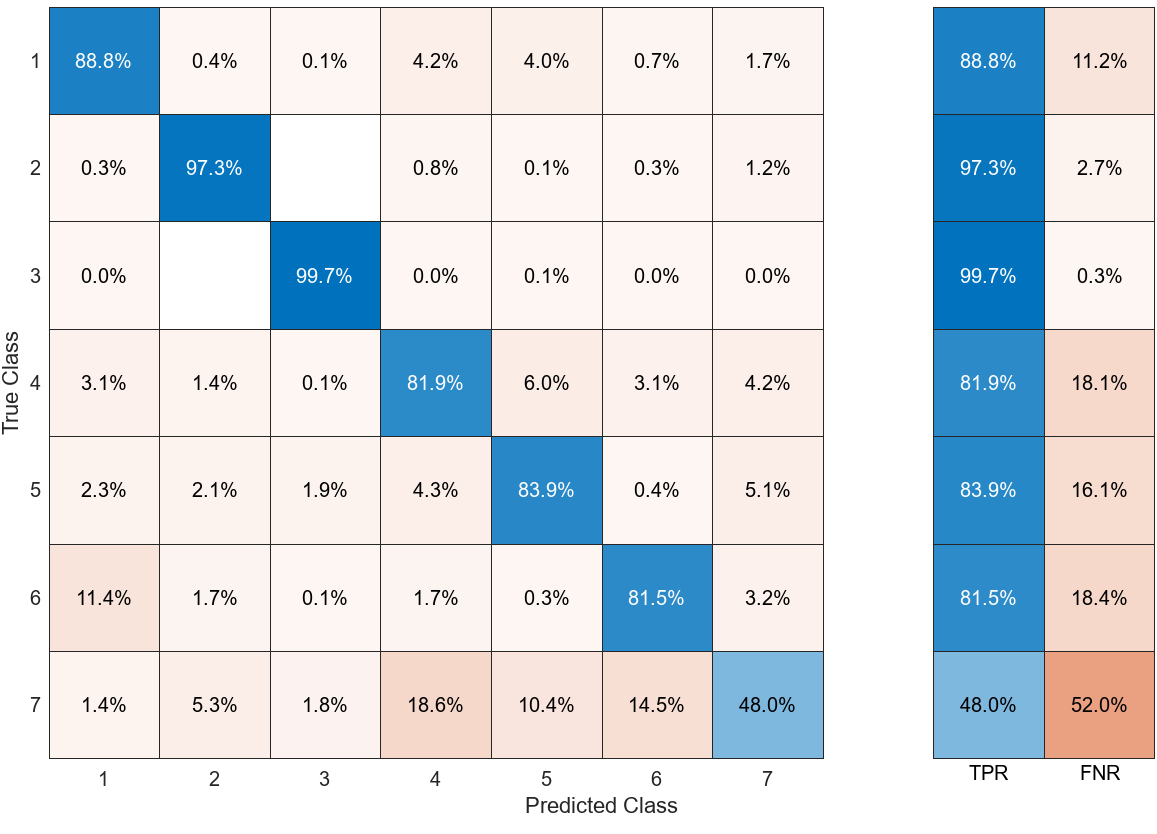 1 88.8% 0.4% 0.1% 4.2% 4.0% 0.7% 1.7% 88.8% 11.2%
2 0.3% 97.3% 0.8% 0.1% 0.3% 1.2% 97.3% 2.7%
3 0.0% 99.7% 0.0% 0.1% 0.0% 0.0% 99.7% 0.3%
True Class
4 3.1% 1.4% 0.1% 81.9% 6.0% 3.1% 4.2% 81.9% 18.1%
5 2.3% 2.1% 1.9% 4.3% 83.9% 0.4% 5.1% 83.9% 16.1%
6 11.4% 1.7% 0.1% 1.7% 0.3% 81.5% 3.2% 81.5% 18.4%
7 1.4% 5.3% 1.8% 18.6% 10.4% 14.5% 48.0% 48.0% 52.0%
1 2 3 4 5 6 7 TPR FNR
Predicted Class